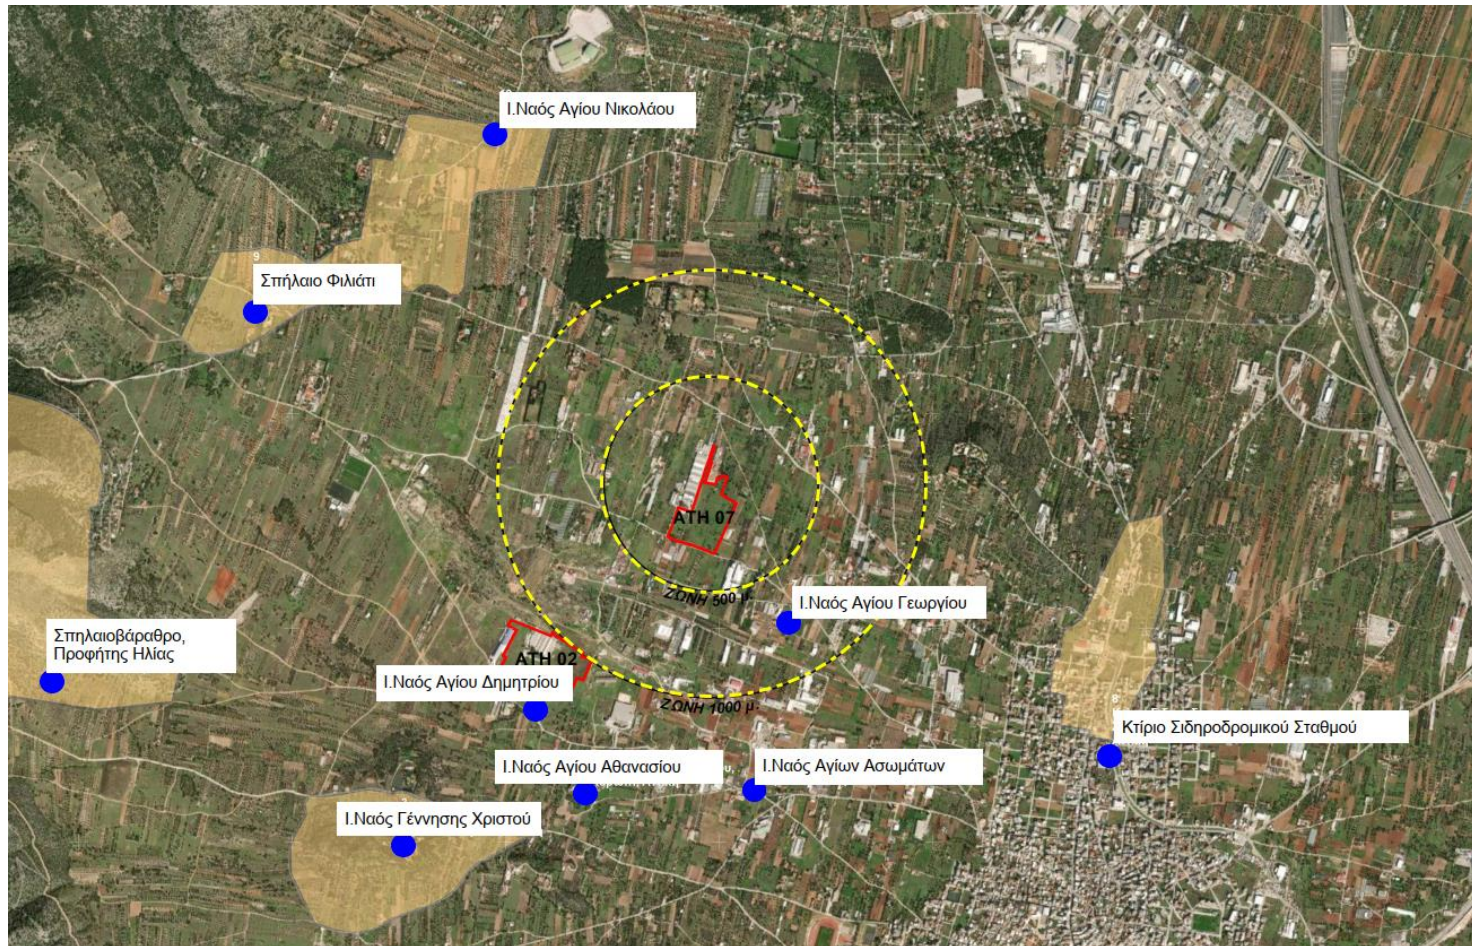 Ι.Ναός Αγίου Νικολάου
9
Σπήλαιο Φιλιάτι
ΑΤΗ 07
ΖΩΝΗ 500 μ.
Ι.Ναός Αγίου Γεωργίου
Σπηλαιοβάραθρο,
Προφήτης Ηλίας
ΑΤΗ 02
Ι.Ναός Αγίου Δημητρίου
ΖΩΝΗ 1000 μ.
Κτίριο Σιδηροδρομικού Σταθμού
Ι.Ναός Αγίου Αθανασίου
Ι.Ναός Αγίων Ασωμάτων
Ι.Ναός Γέννησης Χριστού